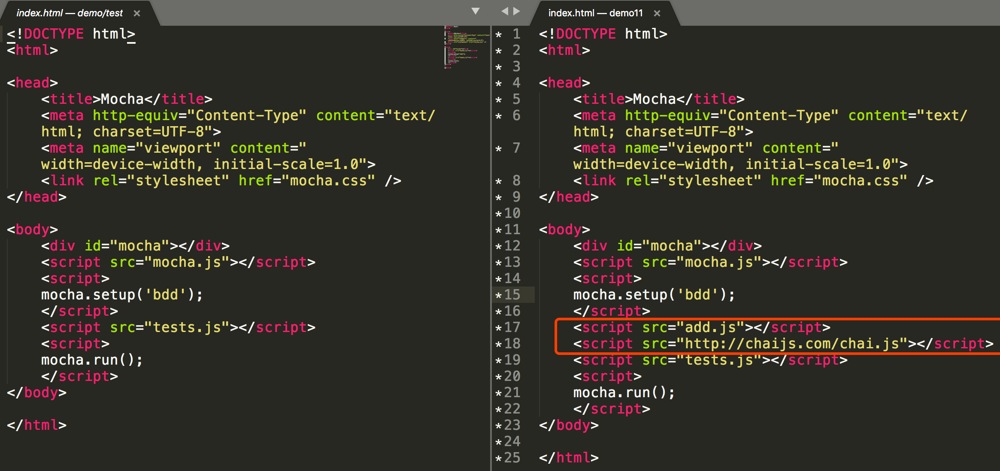 index.html — demo/test
<!DOCTYPE html>
<html>
<head>
<title>Mocha</title>
<meta http-equiv="Content-Type" content="text/
html; charset=UTF-8">
<meta name="viewport" content="
width=device-width, initial-scale=1.0">
<link rel="stylesheet" href="mocha.css" />
</head>
<body>
<div id="mocha"></div>
<script src="mocha.js"></script>
<script>
mocha.setup('bdd');
</script>
<script src="tests.js"></script>
<script>
mocha.run();
</script>
</body>
</html>
index.html — demo11
* 1 <!DOCTYPE html>
* 2 <html>
* 3
* 4 <head>
* 5 <title>Mocha</title>
* 6 <meta http-equiv="Content-Type" content="text/
html; charset=UTF-8">
* 7 <meta name="viewport" content="
width=device-width, initial-scale=1.0">
* 8 <link rel="stylesheet" href="mocha.css" />
* 9 </head>
*10
*11 <body>
*12 <div id="mocha"></div>
*13 <script src="mocha.js"></script>
*14 <script>
*15 mocha.setup('bdd');
*16 </script>
*17 <script src="add.js"></script>
*18 <script src="http://chaijs.com/chai.js"></script>
*19 <script src="tests.js"></script>
*20 <script>
*21 mocha.run();
*22 </script>
*23 </body>
*24
*25 </html>